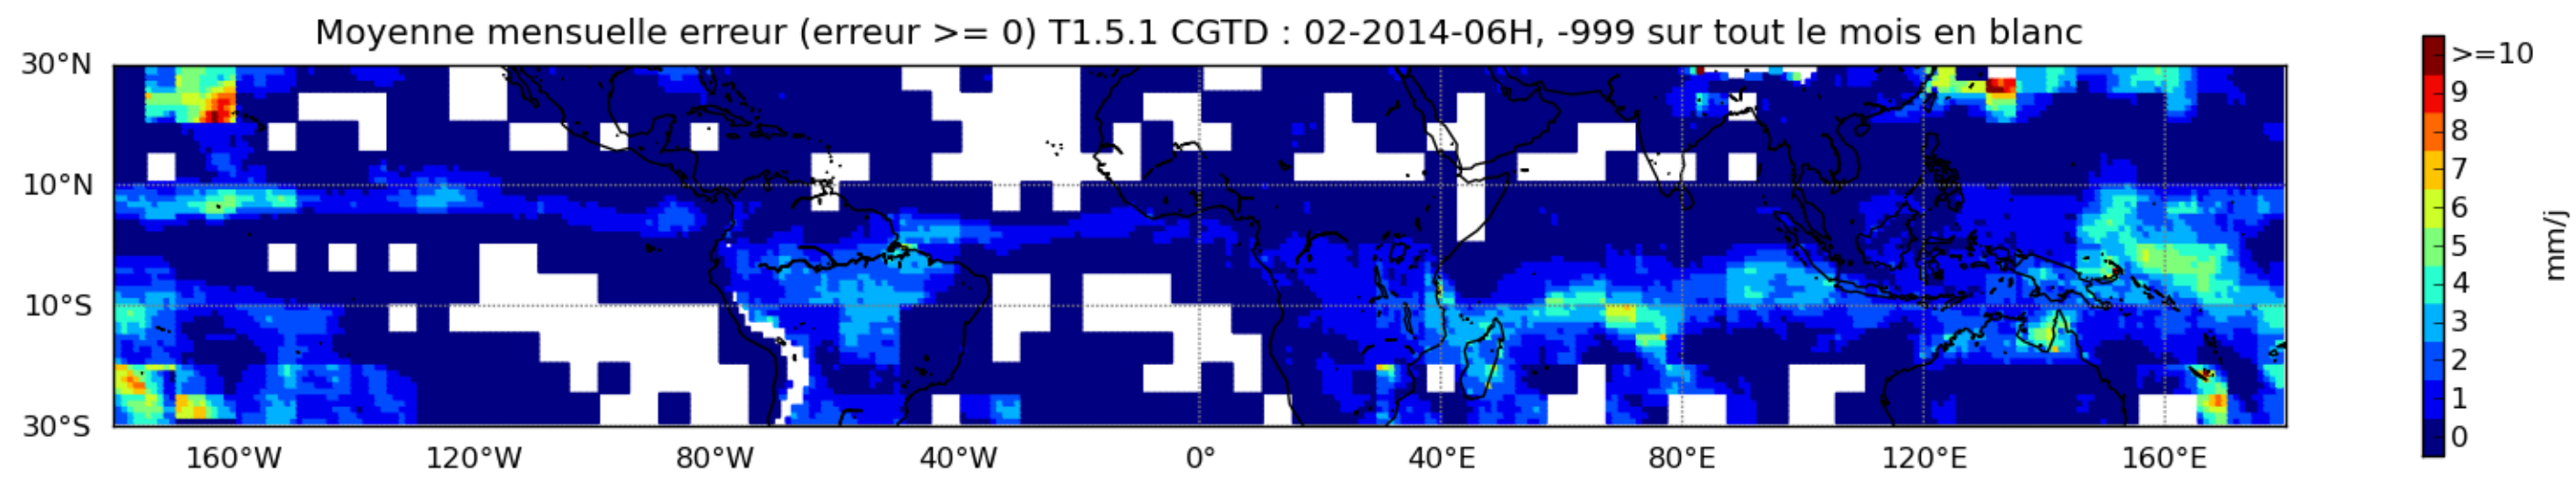 Moyenne mensuelle erreur (erreur >= 0) T1.5.1 CGTD : 02-2014-06H, -999 sur tout le mois en blanc
30°N
10°N
10°S
30°S
160°W 120°W 80°W 40°W 0° 40°E 80°E 120°E 160°E
>=10
9
8
7
6
5
4
3
2
1
0
mm/j